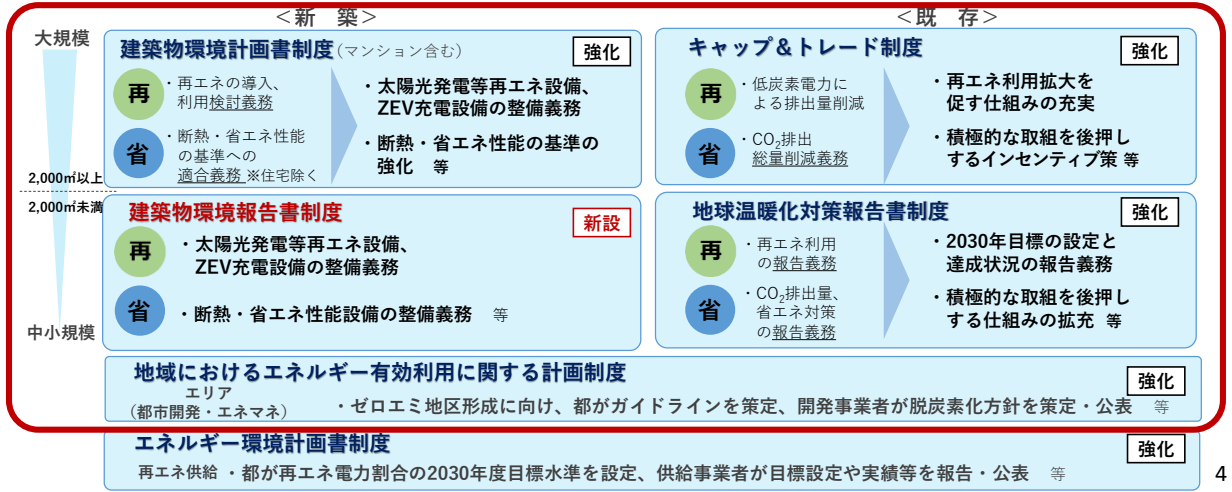 ＜新　築＞
＜既　存＞
大規模
2,000㎡以上
2,000㎡未満
中小規模
建築物環境計画書制度(マンション含む)
強化
再
・再エネの導入、
利用検討義務
省
・断熱・省エネ性能
の基準への
適合義務 ※住宅除く
・太陽光発電等再エネ設備、
ZEV充電設備の整備義務
・断熱・省エネ性能の基準の
強化　等
キャップ＆トレード制度
強化
再
・低炭素電力に
よる排出量削減
省
・CO₂排出
総量削減義務
・再エネ利用拡大を
促す仕組みの充実
・積極的な取組を後押し
するインセンティブ策 等
建築物環境報告書制度
新設
再
・太陽光発電等再エネ設備、
ZEV充電設備の整備義務
省
・断熱・省エネ性能設備の整備義務　等
地球温暖化対策報告書制度
強化
再
・再エネ利用
の報告義務
省
・CO₂排出量、
省エネ対策
の報告義務
・2030年目標の設定と
達成状況の報告義務
・積極的な取組を後押し
する仕組みの拡充　等
地域におけるエネルギー有効利用に関する計画制度
強化
エリア
(都市開発・エネマネ)
・ゼロエミ地区形成に向け、都がガイドラインを策定、開発事業者が脱炭素化方針を策定・公表　等
エネルギー環境計画書制度
強化
再エネ供給 ・都が再エネ電力割合の2030年度目標水準を設定、供給事業者が目標設定や実績等を報告・公表　等
4